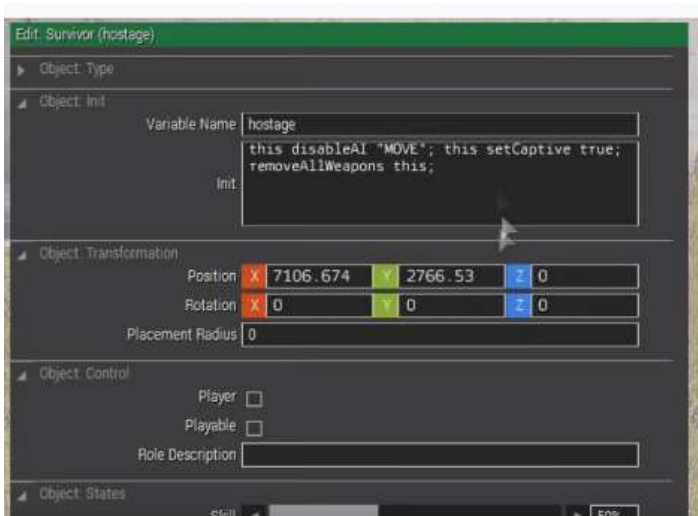 Edit: Survivor (hostage)
Object: Type
Object: Init
Variable Name hostage
Init this disableAI "MOVE"; this setCaptive true;
removeAllWeapons this;
Object: Transformation
Position X 7106.674 Y 2766.53 Z 0
Rotation X 0 Y 0 Z 0
Placement Radius 0
Object: Control
Player
Playable
Role Description
Object: States
Skill 50%